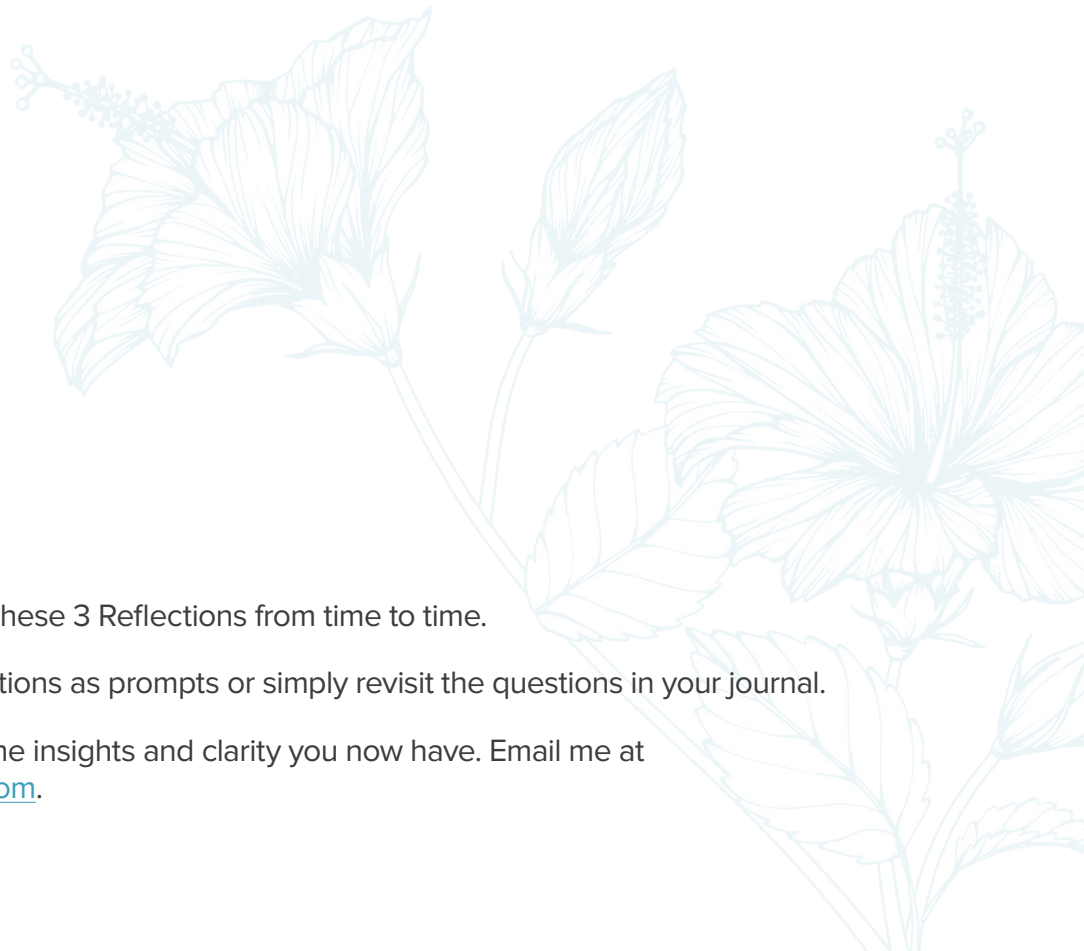 hese 3 Reflections from time to time.
tions as prompts or simply revisit the questions in your journal.
ne insights and clarity you now have. Email me at
om.